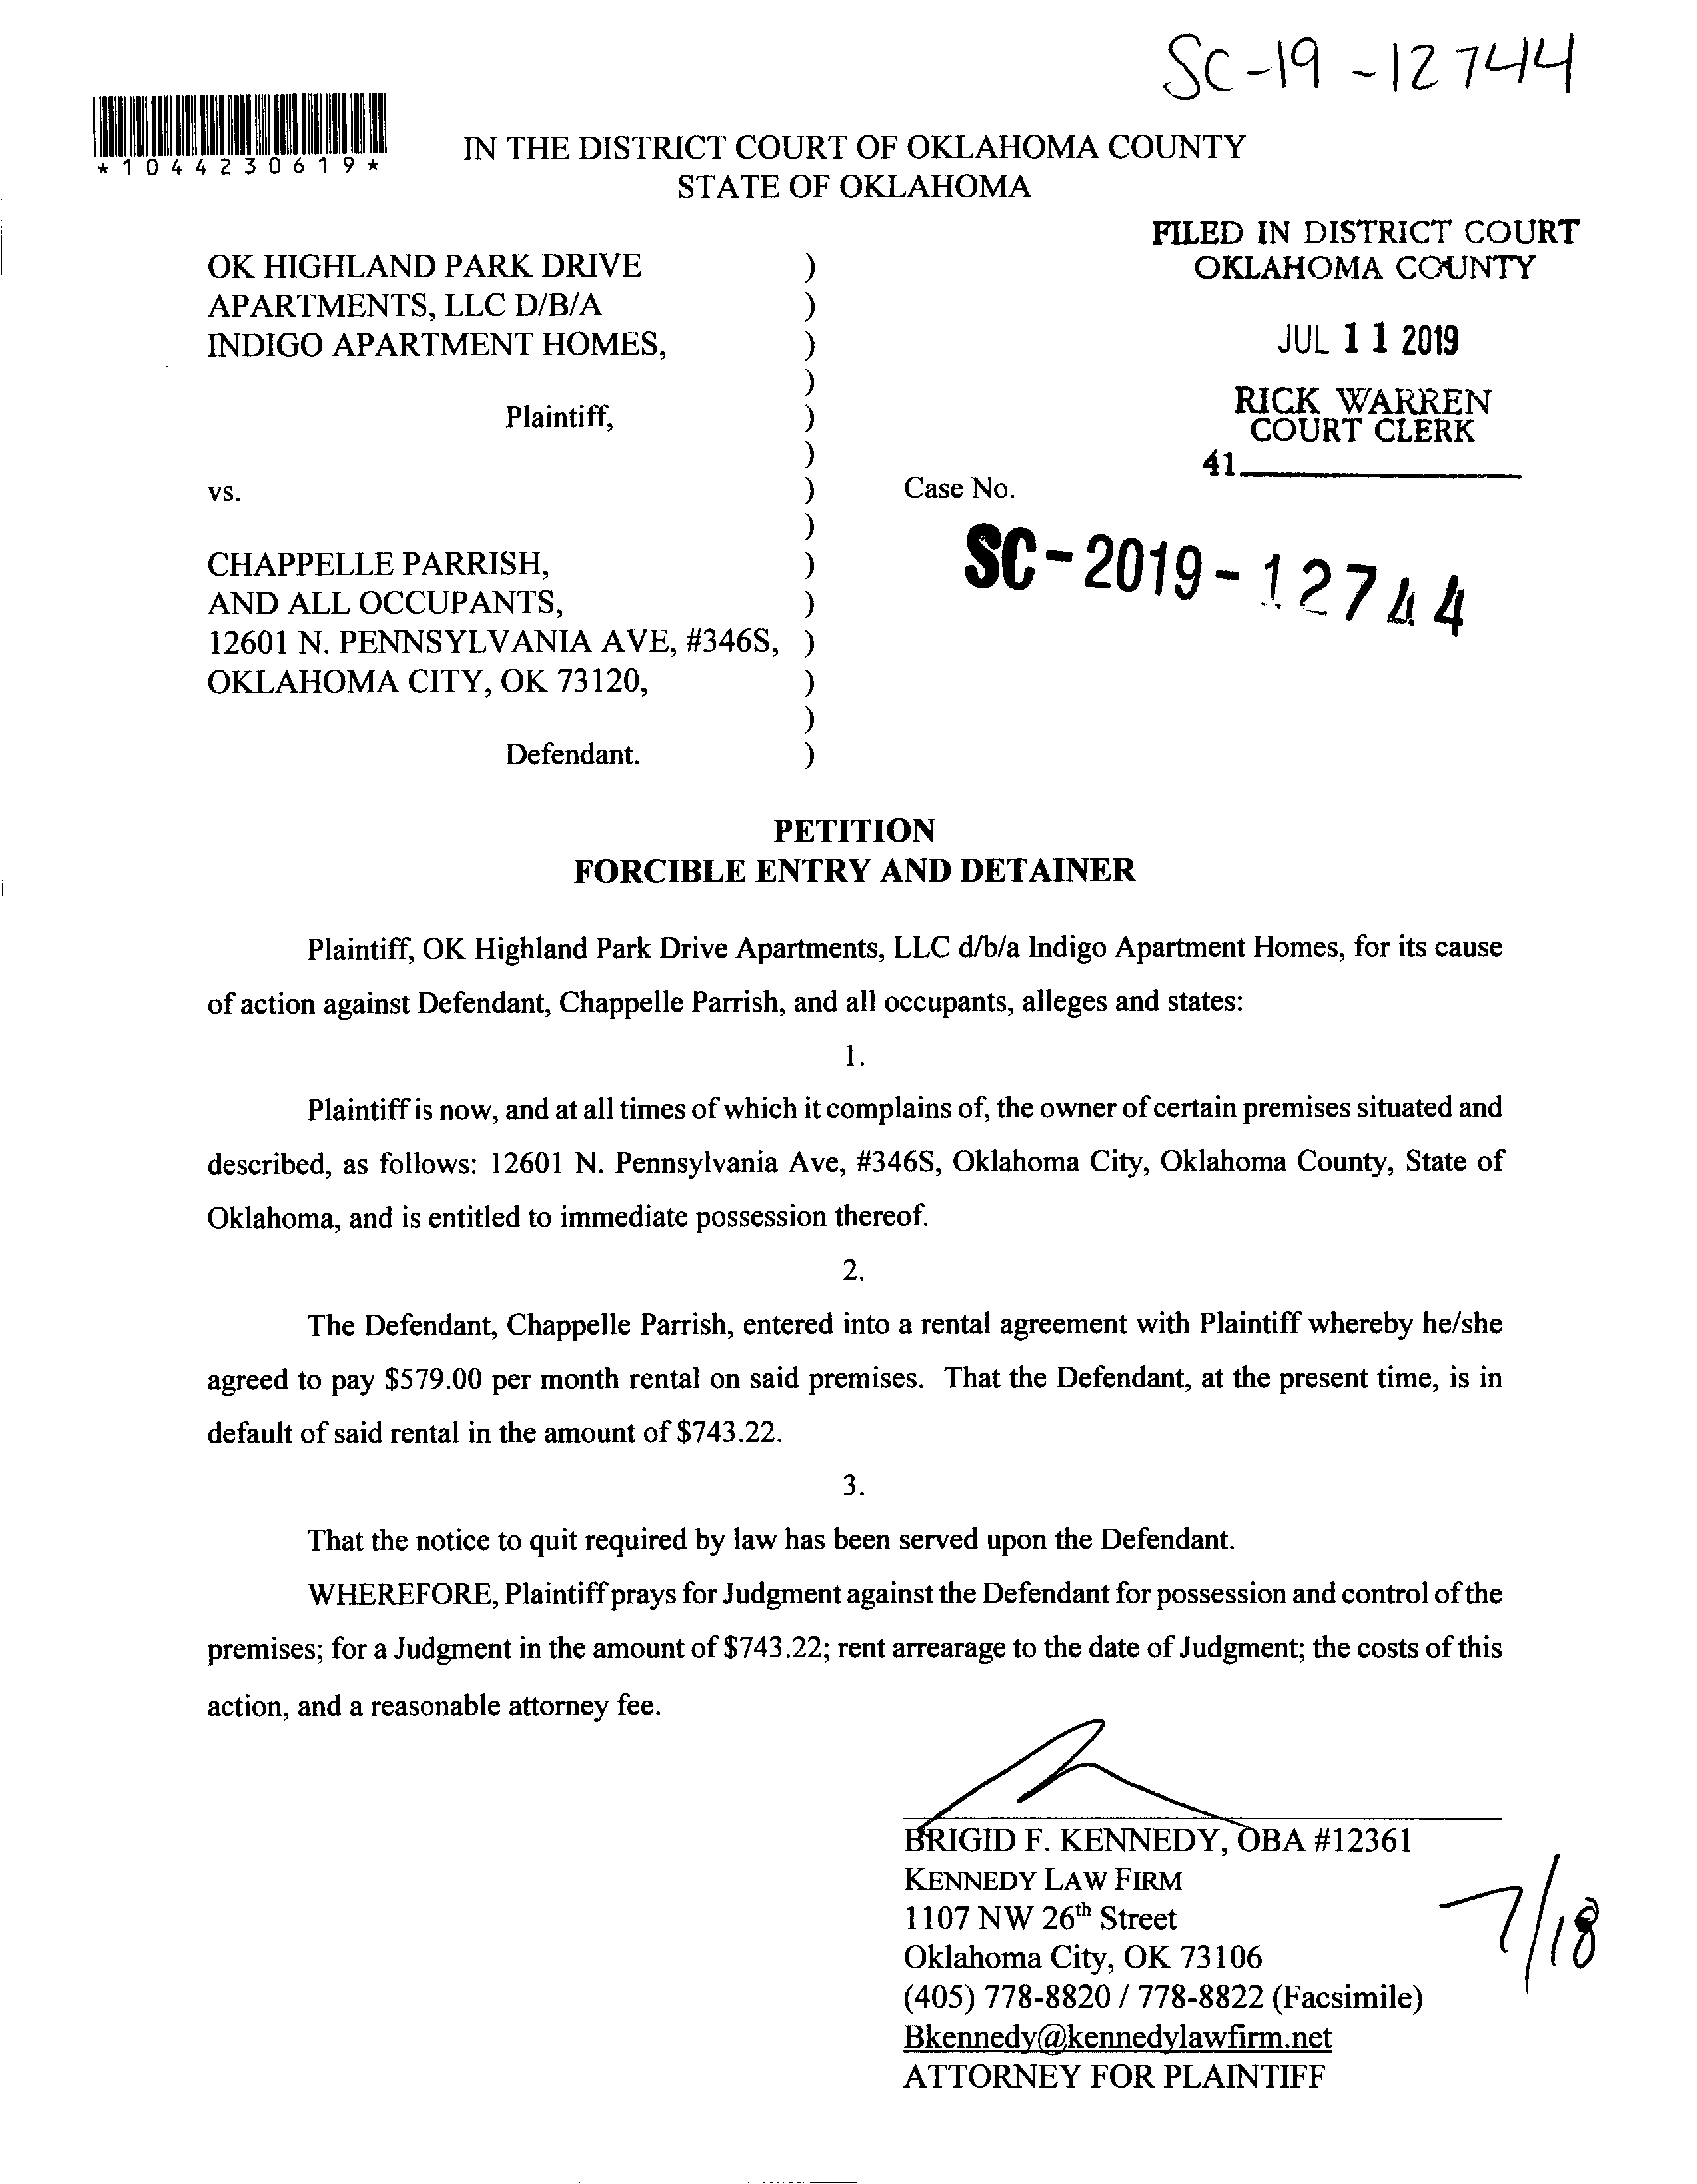 SC-19-12744
*1044230619*
IN THE DISTRICT COURT OF OKLAHOMA COUNTY
STATE OF OKLAHOMA
FILED IN DISTRICT COURT
OKLAHOMA COUNTY
JUL 11 2019
RICK WARREN
COURT CLERK
41
OK HIGHLAND PARK DRIVE )
APARTMENTS, LLC D/B/A )
INDIGO APARTMENT HOMES, )
)
Plaintiff, )
)
vs. ) Case No.
)
SC-2019-12744
CHAPPELLE PARRISH, )
AND ALL OCCUPANTS, )
12601 N. PENNSYLVANIA AVE, #346S, )
OKLAHOMA CITY, OK 73120, )
)
Defendant. )
PETITION
FORCIBLE ENTRY AND DETAINER
Plaintiff, OK Highland Park Drive Apartments, LLC d/b/a Indigo Apartment Homes, for its cause
of action against Defendant, Chappelle Parrish, and all occupants, alleges and states:
1.
Plaintiff is now, and at all times of which it complains of, the owner of certain premises situated and
described, as follows: 12601 N. Pennsylvania Ave, #346S, Oklahoma City, Oklahoma County, State of
Oklahoma, and is entitled to immediate possession thereof.
2.
The Defendant, Chappelle Parrish, entered into a rental agreement with Plaintiff whereby he/she
agreed to pay $579.00 per month rental on said premises. That the Defendant, at the present time, is in
default of said rental in the amount of $743.22.
3.
That the notice to quit required by law has been served upon the Defendant.
WHEREFORE, Plaintiff prays for Judgment against the Defendant for possession and control of the
premises; for a Judgment in the amount of $743.22; rent arrearage to the date of Judgment; the costs of this
action, and a reasonable attorney fee.
BRIGID F. KENNEDY, OBA #12361
KENNEDY LAW FIRM
1107 NW 26th Street
Oklahoma City, OK 73106
(405) 778-8820 / 778-8822 (Facsimile)
Bkennedy@kennedylawfirm.net
ATTORNEY FOR PLAINTIFF
7/18